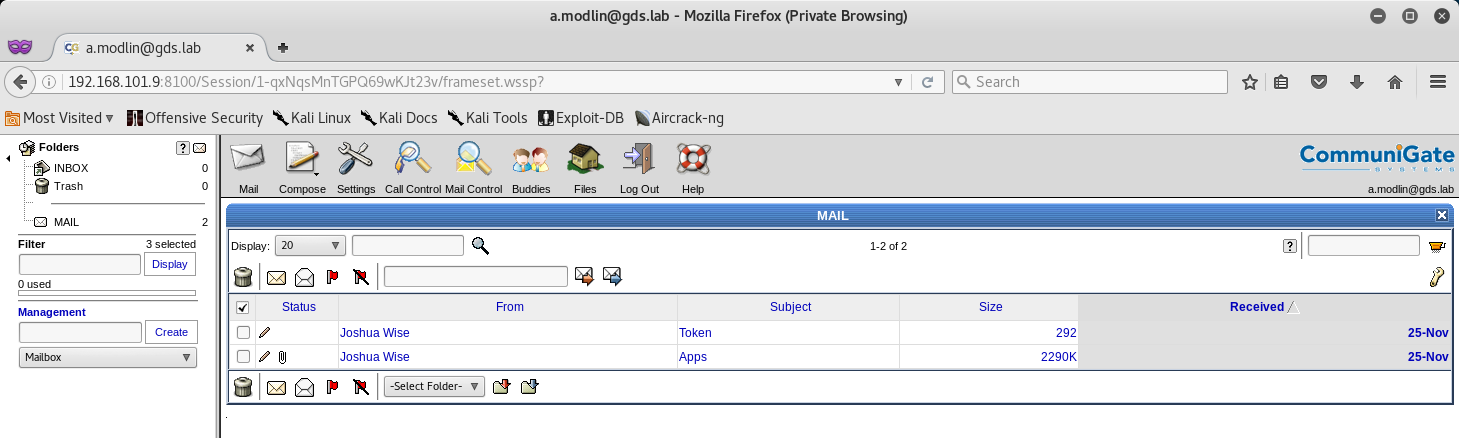 a.modlin@gds.lab - Mozilla Firefox (Private Browsing)
a.modlin@gds.lab
192.168.101.9:8100/Session/1-qxNqsMnTGPQ69wKJt23v/frameset.wssp?
Search
Most Visited Offensive Security Kali Linux Kali Docs Kali Tools Exploit-DB Aircrack-ng
Folders ?
INBOX 0
Trash 0
MAIL 2
Filter 3 selected
Display
0 used
Management
Create
Mailbox
Mail Compose Settings Call Control Mail Control Buddies Files Log Out Help
CommuniGate
SYSTEMS
a.modlin@gds.lab
MAIL
Display: 20 1-2 of 2 ?
Status From Subject Size Received
Joshua Wise Token 292 25-Nov
Joshua Wise Apps 2290K 25-Nov
-Select Folder-
.